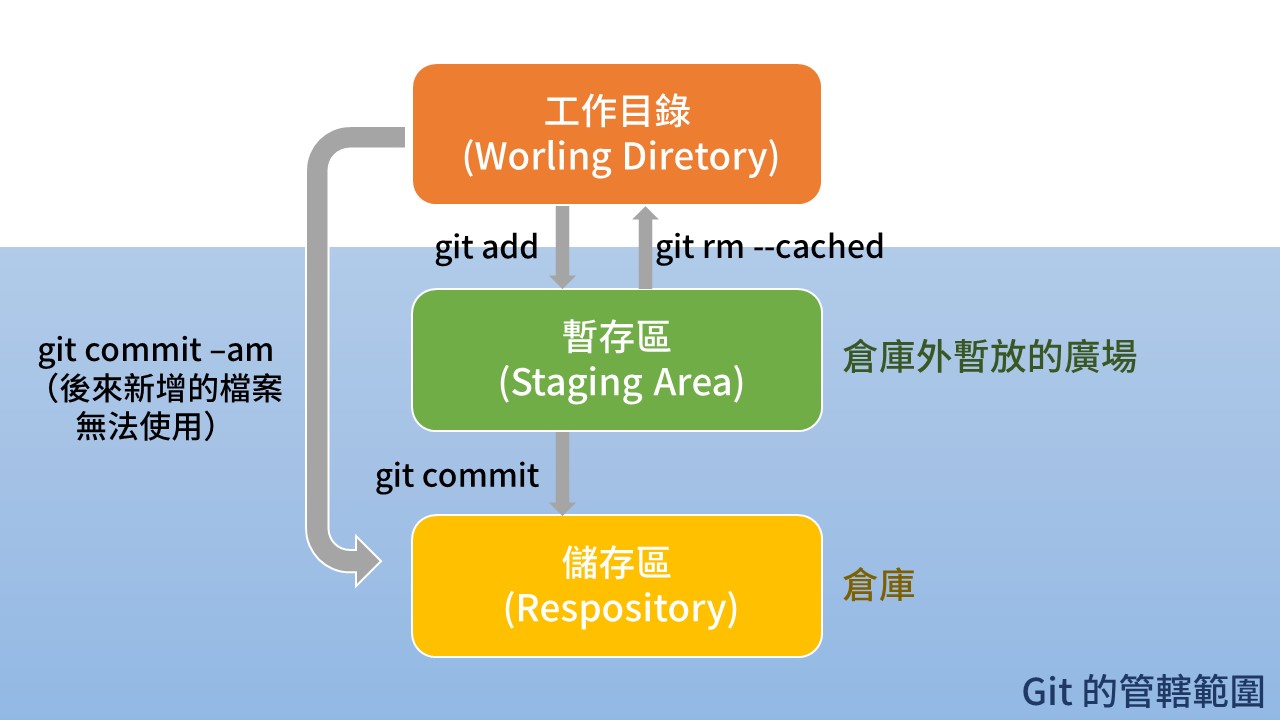 工作目錄
(Worling Diretory)
git add
git rm --cached
git commit –am
（後來新增的檔案
無法使用）
暫存區
(Staging Area)
倉庫外暫放的廣場
git commit
儲存區
(Respository)
倉庫
Git 的管轄範圍